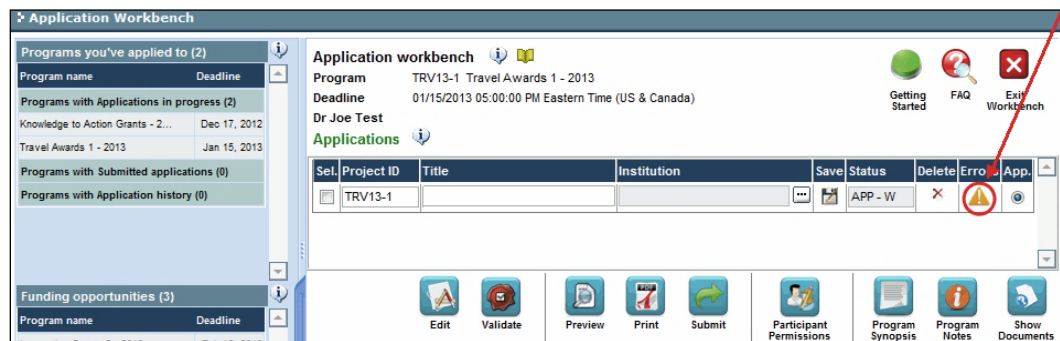 Application Workbench
Programs you've applied to (2)
Program name Deadline
Programs with Applications in progress (2)
Knowledge to Action Grants - 2... Dec 17, 2012
Travel Awards 1 - 2013 Jan 15, 2013
Programs with Submitted applications (0)
Programs with Application history (0)
Funding opportunities (3)
Program name Deadline
Application workbench
Program TRV13-1 Travel Awards 1 - 2013
Deadline 01/15/2013 05:00:00 PM Eastern Time (US & Canada)
Dr Joe Test
Applications
Getting Started
FAQ
Exit Workbench
Sel. Project ID Title Institution Save Status Delete Errors App.
TRV13-1 APP - W
Edit
Validate
Preview
Print
Submit
Participant Permissions
Program Synopsis
Program Notes
Show Documents